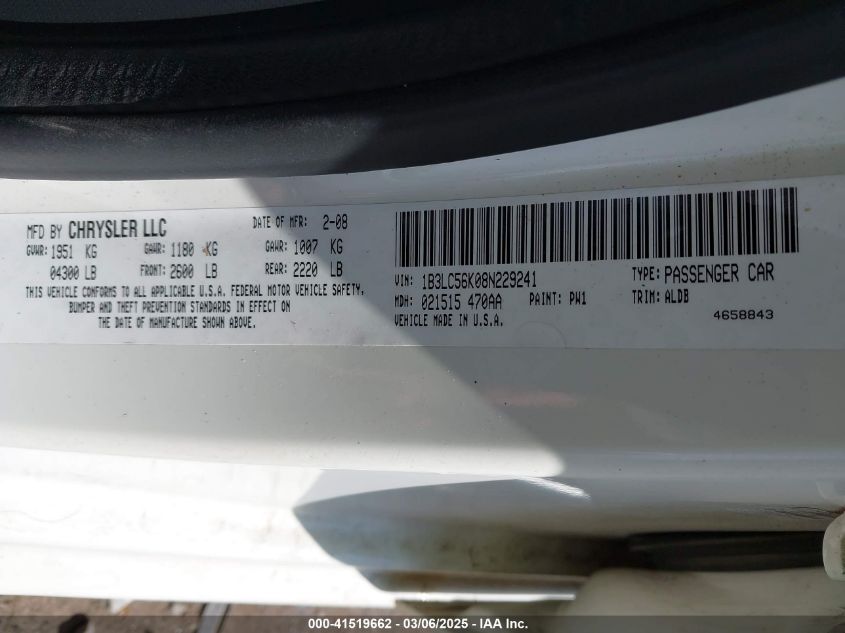 MFD BY CHRYSLER LLC DATE OF MFR: 2-08
GVWR: 1951 KG GAWR: 1180 KG GAWR: 1007 KG
04300 LB FRONT: 2600 LB REAR: 2220 LB
THIS VEHICLE CONFORMS TO ALL APPLICABLE U.S.A. FEDERAL MOTOR VEHICLE SAFETY,
BUMPER AND THEFT PREVENTION STANDARDS IN EFFECT ON
THE DATE OF MANUFACTURE SHOWN ABOVE.
VIN: 1B3LC56K08N229241 TYPE: PASSENGER CAR
MDH: 021515 470AA PAINT: PW1 TRIM: ALDB
VEHICLE MADE IN U.S.A. 4658843
000-41519662 - 03/06/2025 - IAA Inc.